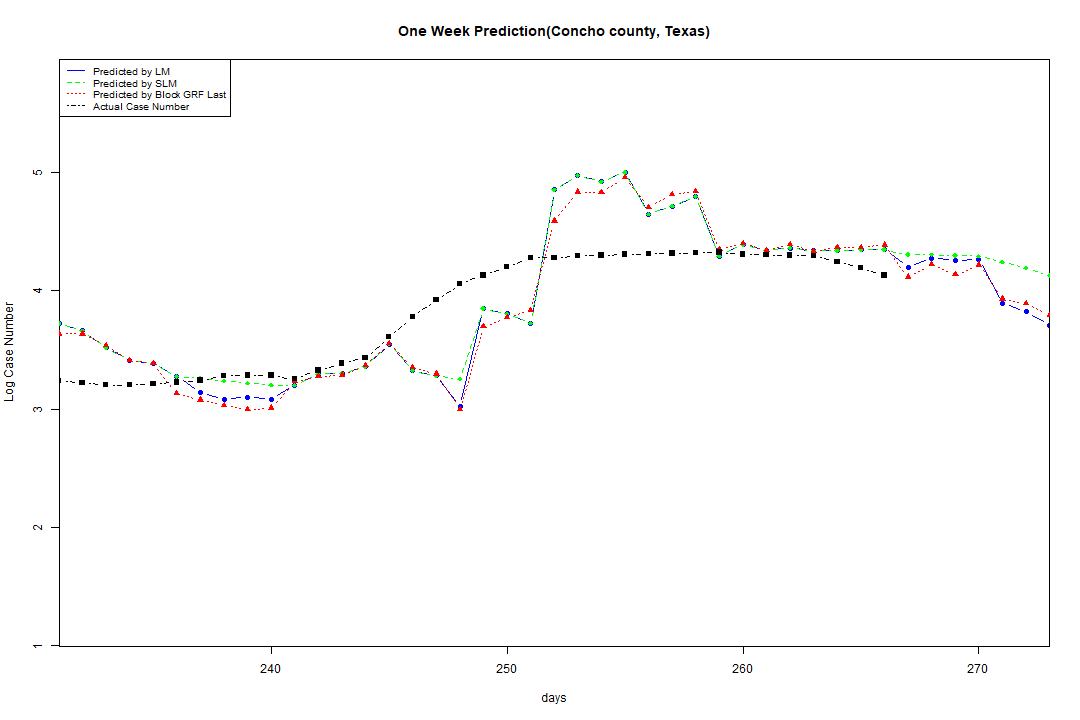 One Week Prediction(Concho county, Texas)
Predicted by LM
Predicted by SLM
Predicted by Block GRF Last
Actual Case Number
5
4
3
2
1
Log Case Number
240 250 260 270
days